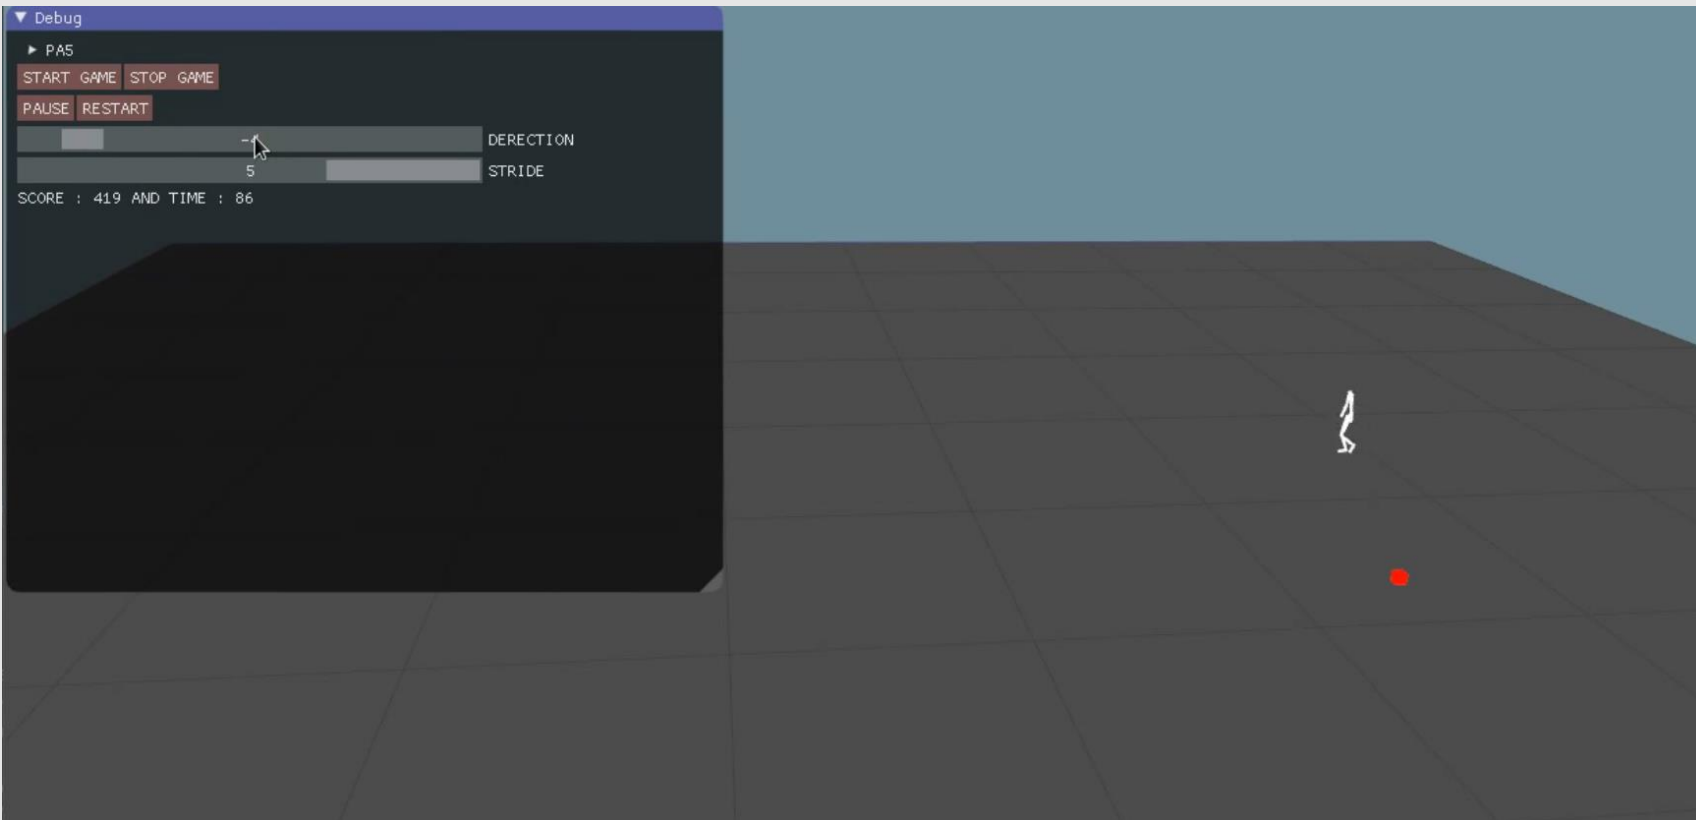 Debug
PA5
START GAME STOP GAME
PAUSE RESTART
DERECTION
5 STRIDE
SCORE : 419 AND TIME : 86